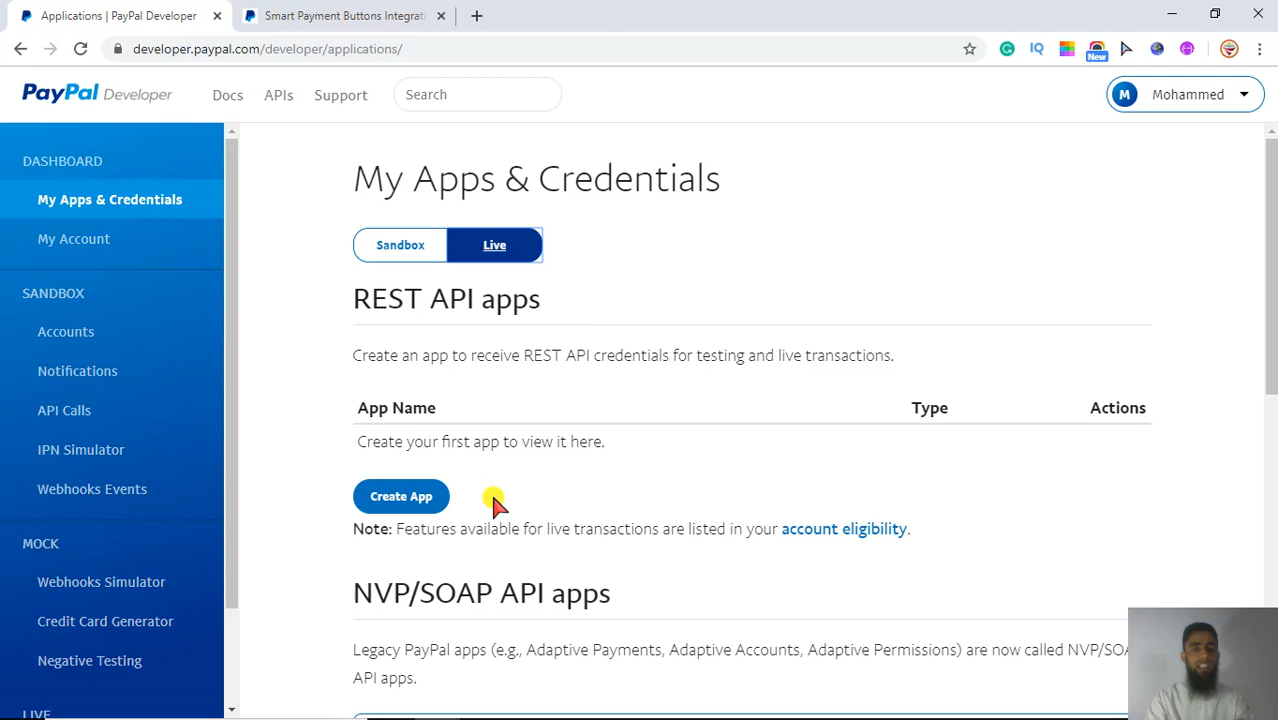 Applications | PayPal Developer
Smart Payment Buttons Integrati
developer.paypal.com/developer/applications/
IQ
New
PayPal Developer
Docs
APIs
Support
Search
M
Mohammed
DASHBOARD
My Apps & Credentials
My Account
SANDBOX
Accounts
Notifications
API Calls
IPN Simulator
Webhooks Events
MOCK
Webhooks Simulator
Credit Card Generator
Negative Testing
LIVE
My Apps & Credentials
Sandbox
Live
REST API apps
Create an app to receive REST API credentials for testing and live transactions.
App Name Type Actions
Create your first app to view it here.
Create App
Note: Features available for live transactions are listed in your account eligibility.
NVP/SOAP API apps
Legacy PayPal apps (e.g., Adaptive Payments, Adaptive Accounts, Adaptive Permissions) are now called NVP/SO
API apps.